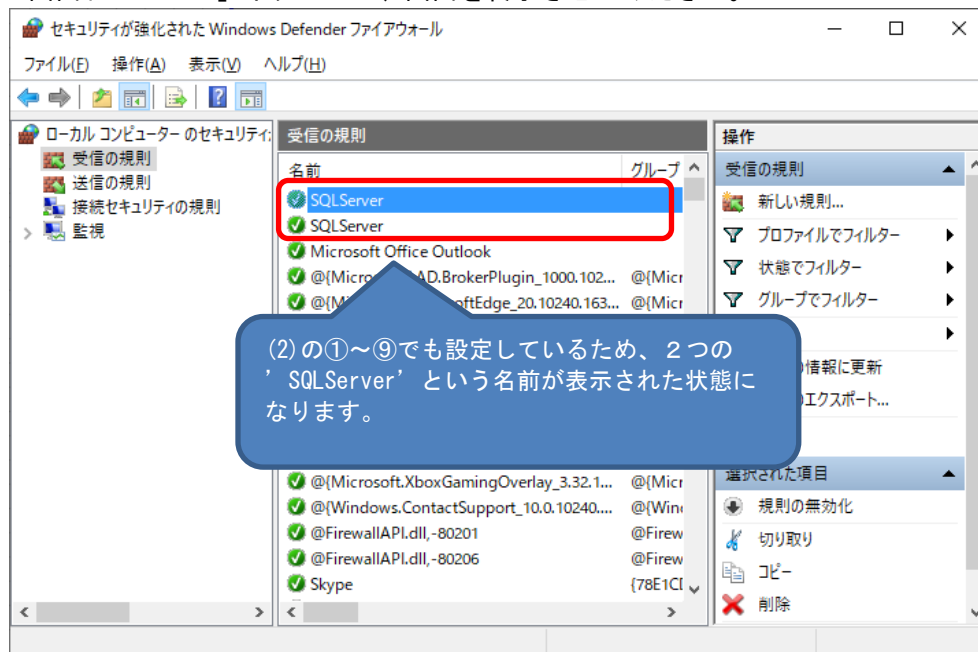 セキュリティが強化された Windows Defender ファイアウォール
ファイル(F) 操作(A) 表示(V) ヘルプ(H)
ローカル コンピューター のセキュリティ
受信の規則
送信の規則
接続セキュリティの規則
監視
受信の規則
名前 グループ
SQLServer
SQLServer
Microsoft Office Outlook
AD.BrokerPlugin_1000.102... @{Micr
oftEdge_20.10240.163... @{Micr
(2)の①～⑨でも設定しているため、２つの
’SQLServer’という名前が表示された状態に
なります。
@{Microsoft.XboxGamingOverlay_3.32.1... @{Micr
@{Windows.ContactSupport_10.0.10240.... @{Win
@FirewallAPI.dll,-80201 @Firew
@FirewallAPI.dll,-80206 @Firew
Skype {78E1C
操作
受信の規則
新しい規則...
プロファイルでフィルター
状態でフィルター
グループでフィルター
情報に更新
エクスポート...
選択された項目
規則の無効化
切り取り
コピー
削除